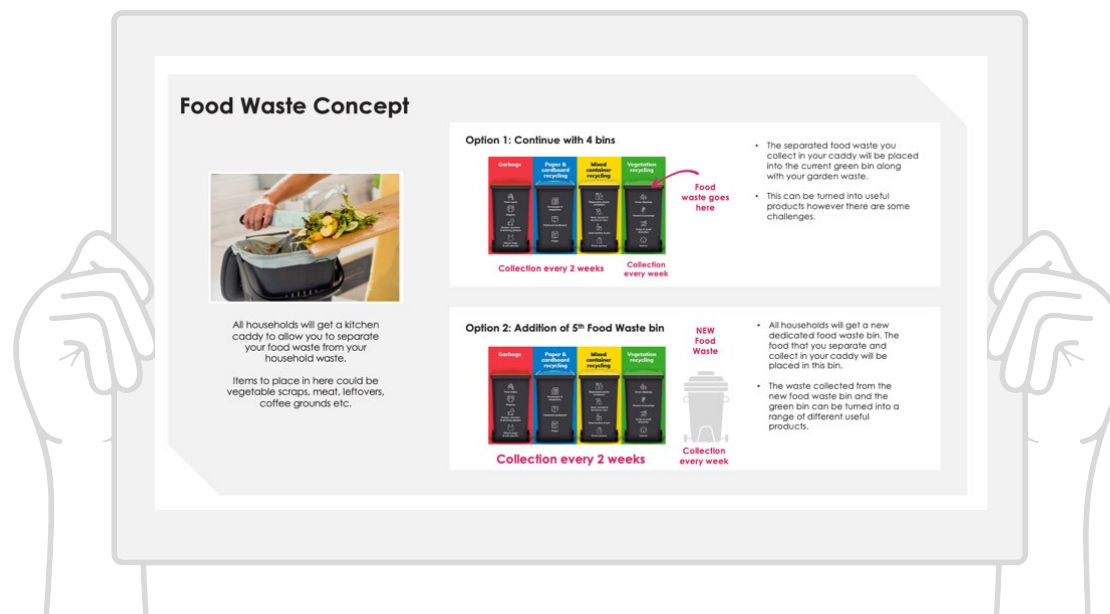 Food Waste Concept
All households will get a kitchen
caddy to allow you to separate
your food waste from your
household waste.
Items to place in here could be
vegetable scraps, meat, leftovers,
coffee grounds etc.
Option 1: Continue with 4 bins
Garbage
Paper &
cardboard
recycling
Mixed
container
recycling
Vegetation
recycling
Food
waste goes
here
Collection every 2 weeks
Collection
every week
• The separated food waste you
collect in your caddy will be placed
into the current green bin along
with your garden waste.
• This can be turned into useful
products however there are some
challenges.
Option 2: Addition of 5th Food Waste bin
Garbage
Paper &
cardboard
recycling
Mixed
container
recycling
Vegetation
recycling
NEW
Food
Waste
Collection every 2 weeks
Collection
every week
• All households will get a new
dedicated food waste bin. The
food that you separate and
collect in your caddy will be
placed in this bin.
• The waste collected from the
new food waste bin and the
green bin can be turned into a
range of different useful
products.